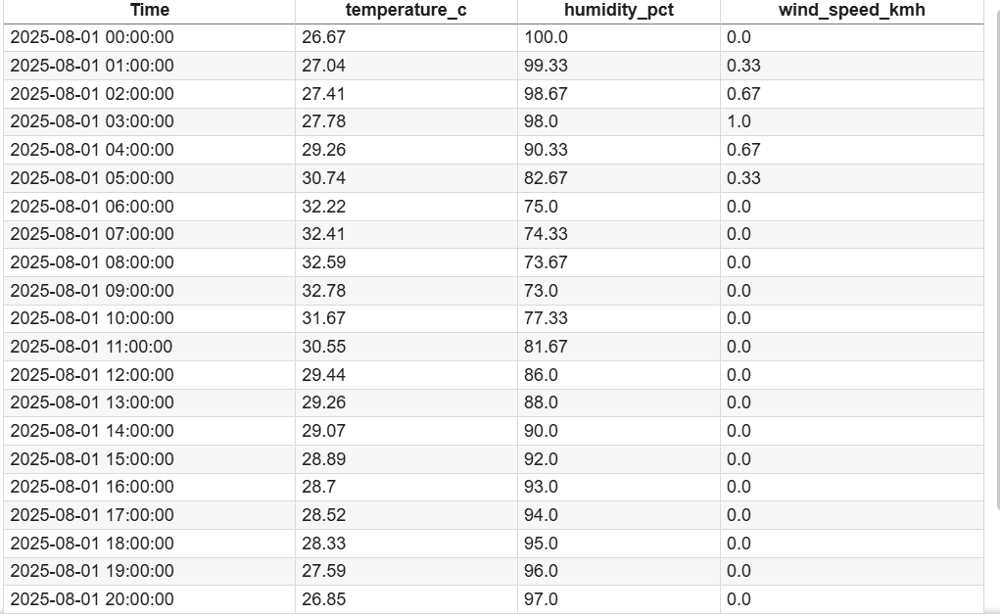 Time temperature_c humidity_pct wind_speed_kmh
2025-08-01 00:00:00 26.67 100.0 0.0
2025-08-01 01:00:00 27.04 99.33 0.33
2025-08-01 02:00:00 27.41 98.67 0.67
2025-08-01 03:00:00 27.78 98.0 1.0
2025-08-01 04:00:00 29.26 90.33 0.67
2025-08-01 05:00:00 30.74 82.67 0.33
2025-08-01 06:00:00 32.22 75.0 0.0
2025-08-01 07:00:00 32.41 74.33 0.0
2025-08-01 08:00:00 32.59 73.67 0.0
2025-08-01 09:00:00 32.78 73.0 0.0
2025-08-01 10:00:00 31.67 77.33 0.0
2025-08-01 11:00:00 30.55 81.67 0.0
2025-08-01 12:00:00 29.44 86.0 0.0
2025-08-01 13:00:00 29.26 88.0 0.0
2025-08-01 14:00:00 29.07 90.0 0.0
2025-08-01 15:00:00 28.89 92.0 0.0
2025-08-01 16:00:00 28.7 93.0 0.0
2025-08-01 17:00:00 28.52 94.0 0.0
2025-08-01 18:00:00 28.33 95.0 0.0
2025-08-01 19:00:00 27.59 96.0 0.0
2025-08-01 20:00:00 26.85 97.0 0.0